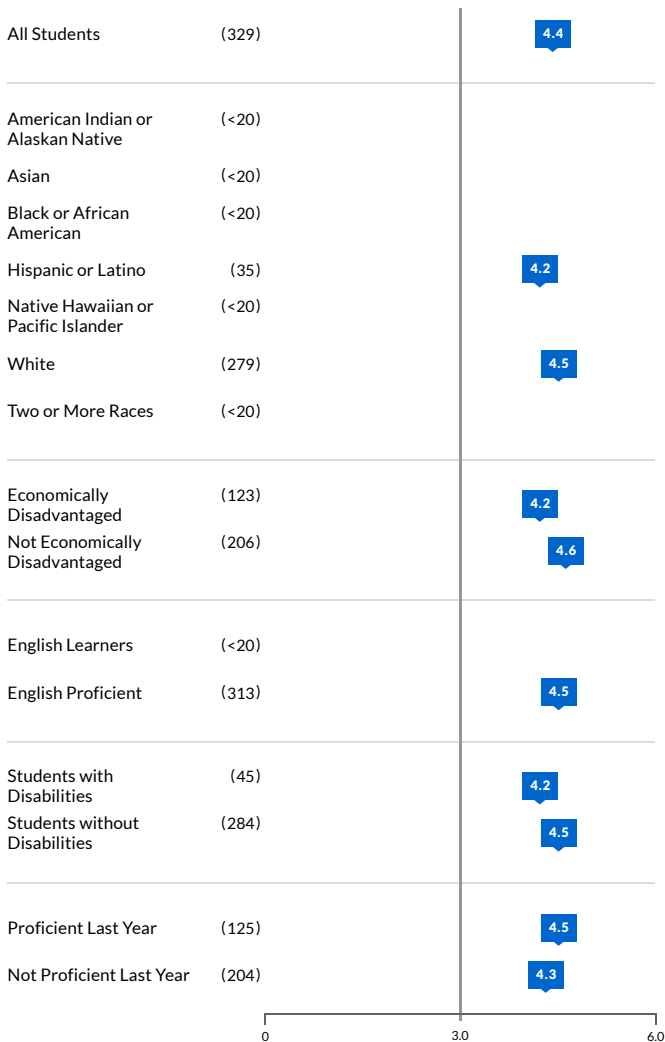 All Students (329) 4.4
American Indian or (<20)
Alaskan Native
Asian (<20)
Black or African (<20)
American
Hispanic or Latino (35) 4.2
Native Hawaiian or (<20)
Pacific Islander
White (279) 4.5
Two or More Races (<20)
Economically (123) 4.2
Disadvantaged
Not Economically (206) 4.6
Disadvantaged
English Learners (<20)
English Proficient (313) 4.5
Students with (45) 4.2
Disabilities
Students without (284) 4.5
Disabilities
Proficient Last Year (125) 4.5
Not Proficient Last Year (204) 4.3
0 3.0 6.0